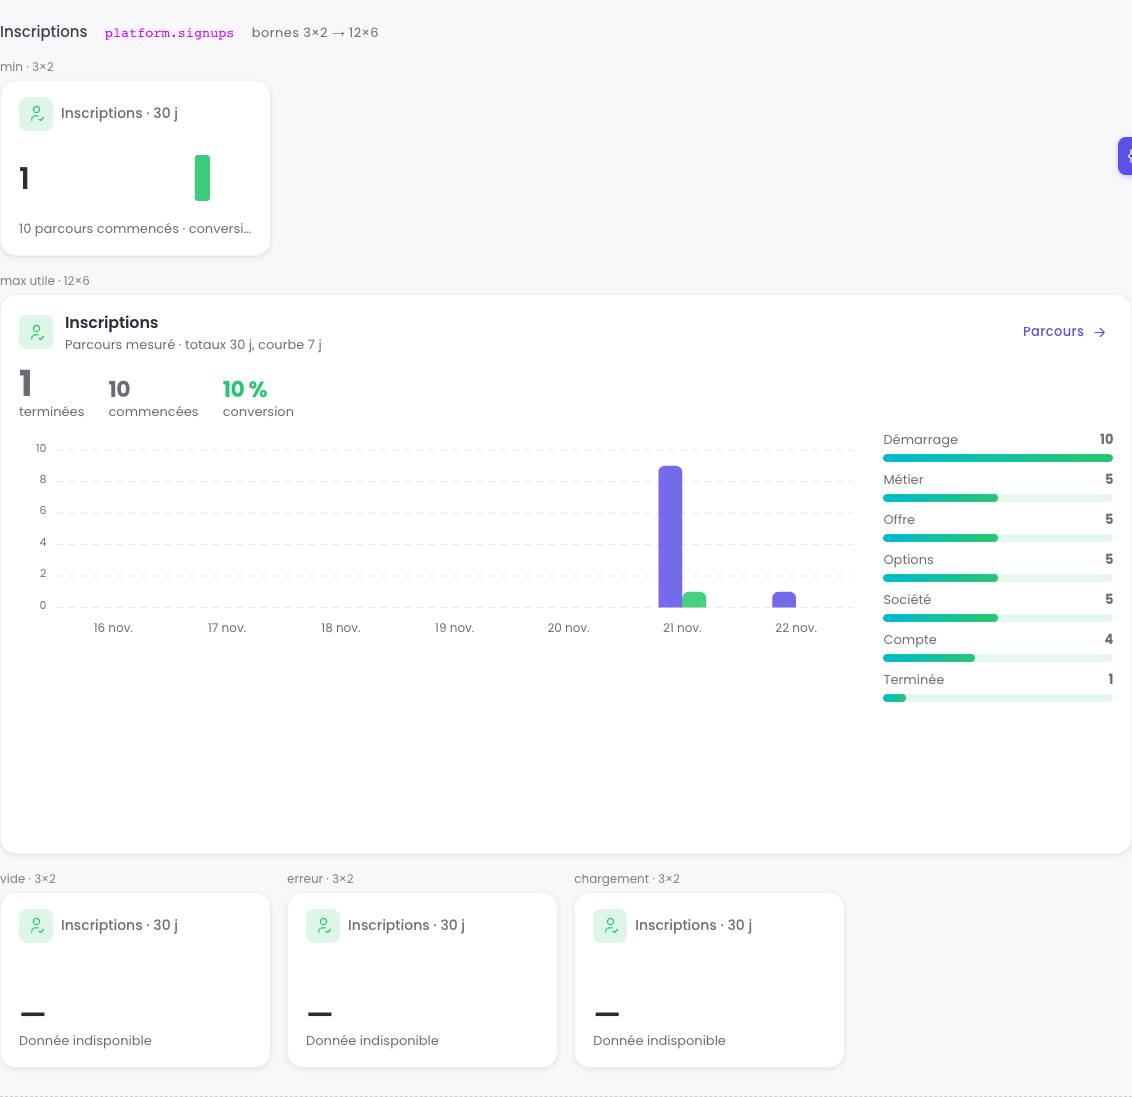 Inscriptions platform.signups bornes 3×2 → 12×6
min · 3×2
Inscriptions · 30 j
1
10 parcours commencés · conversi…
max utile · 12×6
Inscriptions
Parcours mesuré · totaux 30 j, courbe 7 j
Parcours →
1 10 10 %
terminées commencées conversion
10
8
6
4
2
0
16 nov. 17 nov. 18 nov. 19 nov. 20 nov. 21 nov. 22 nov.
Démarrage 10
Métier 5
Offre 5
Options 5
Société 5
Compte 4
Terminée 1
vide · 3×2
Inscriptions · 30 j
—
Donnée indisponible
erreur · 3×2
Inscriptions · 30 j
—
Donnée indisponible
chargement · 3×2
Inscriptions · 30 j
—
Donnée indisponible